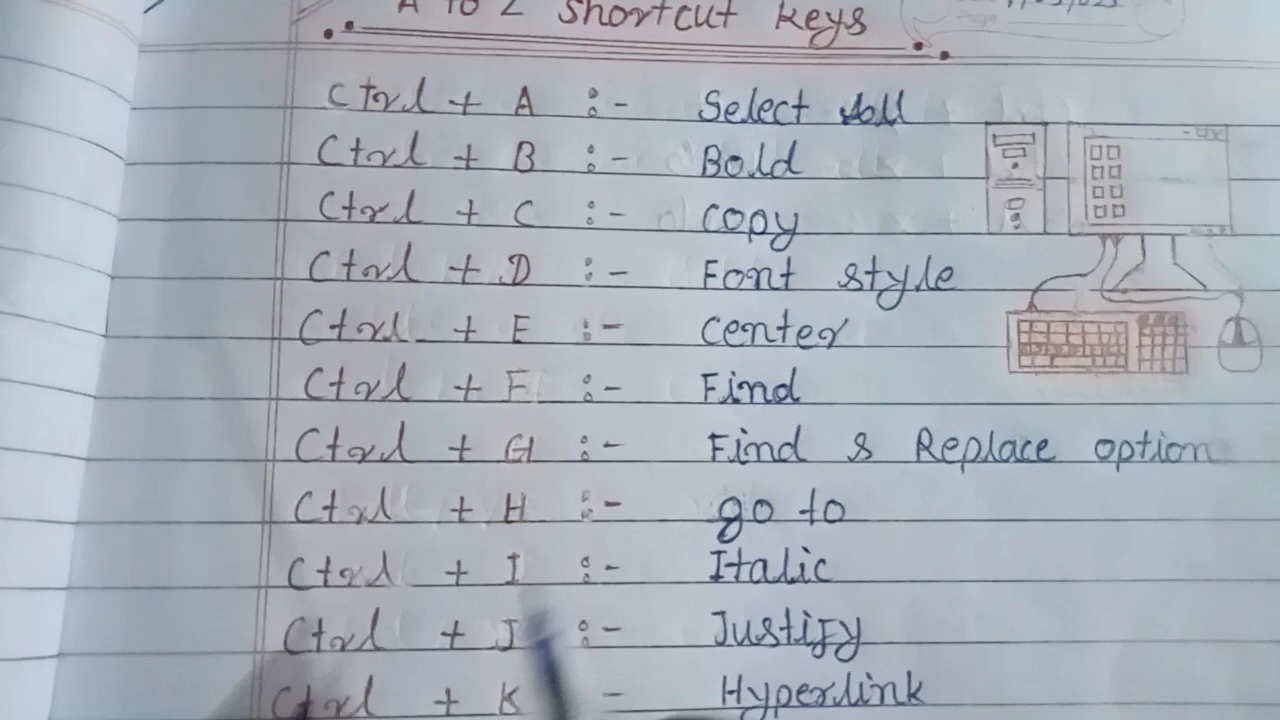 A to Z Shortcut Keys
Page
Ctrl + A :- Select All
Ctrl + B :- Bold
Ctrl + C :- copy
Ctrl + D :- Font style
Ctrl + E :- center
Ctrl + F :- Find
Ctrl + G :- Find & Replace option
Ctrl + H :- go to
Ctrl + I :- Italic
Ctrl + J :- Justify
Ctrl + K - Hyperlink